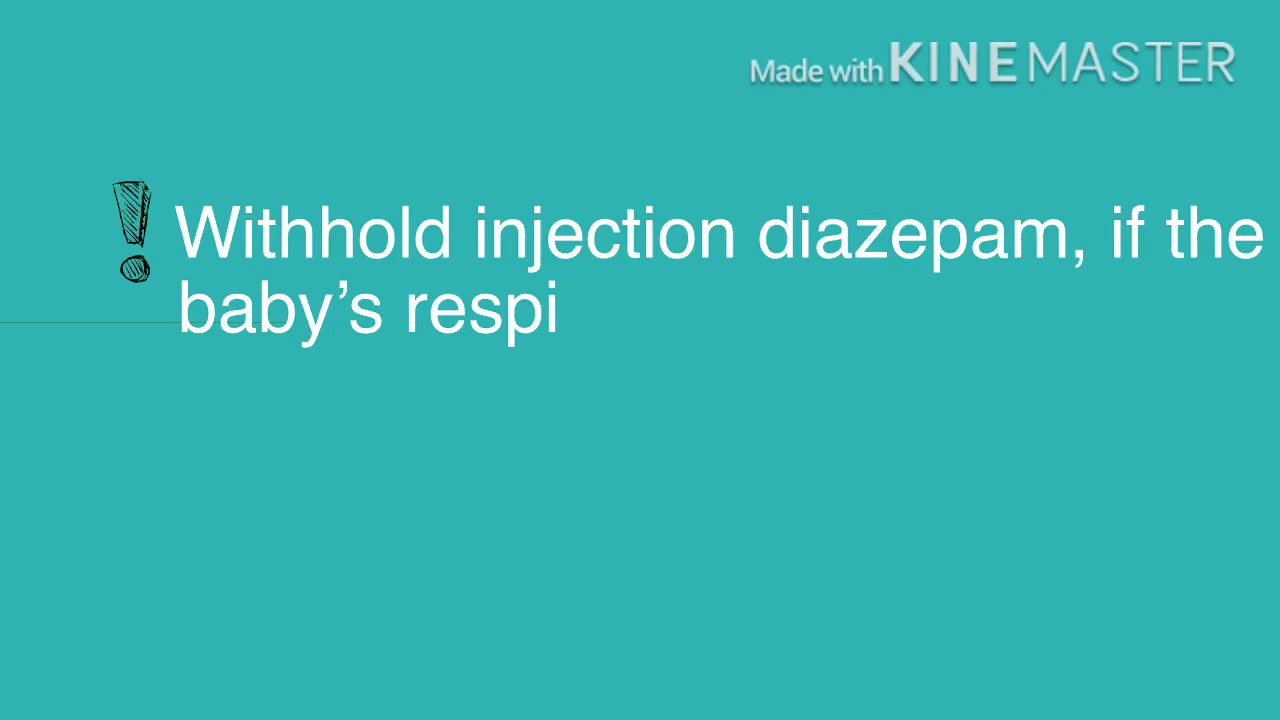 Made with KINEMASTER
Withhold injection diazepam, if the
baby’s respi